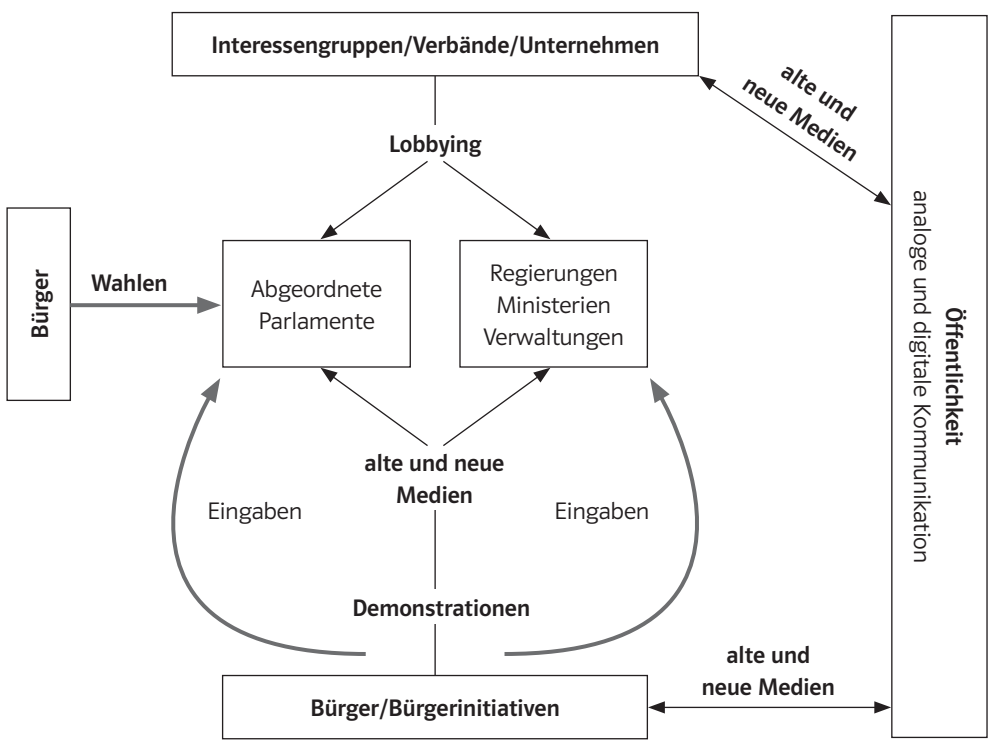 Interessengruppen/Verbände/Unternehmen
alte und
neue Medien
Lobbying
Bürger
Wahlen
Abgeordnete
Parlamente
Regierungen
Ministerien
Verwaltungen
Öffentlichkeit
analoge und digitale Kommunikation
alte und neue
Medien
Eingaben
Eingaben
Demonstrationen
alte und
neue Medien
Bürger/Bürgerinitiativen